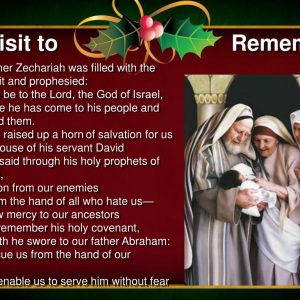 isit to Remem
her Zechariah was filled with the
it and prophesied:
be to the Lord, the God of Israel,
e he has come to his people and
d them.
raised up a horn of salvation for us
ouse of his servant David
said through his holy prophets of
,
on from our enemies
m the hand of all who hate us—
w mercy to our ancestors
emember his holy covenant,
th he swore to our father Abraham:
cue us from the hand of our

enable us to serve him without fear